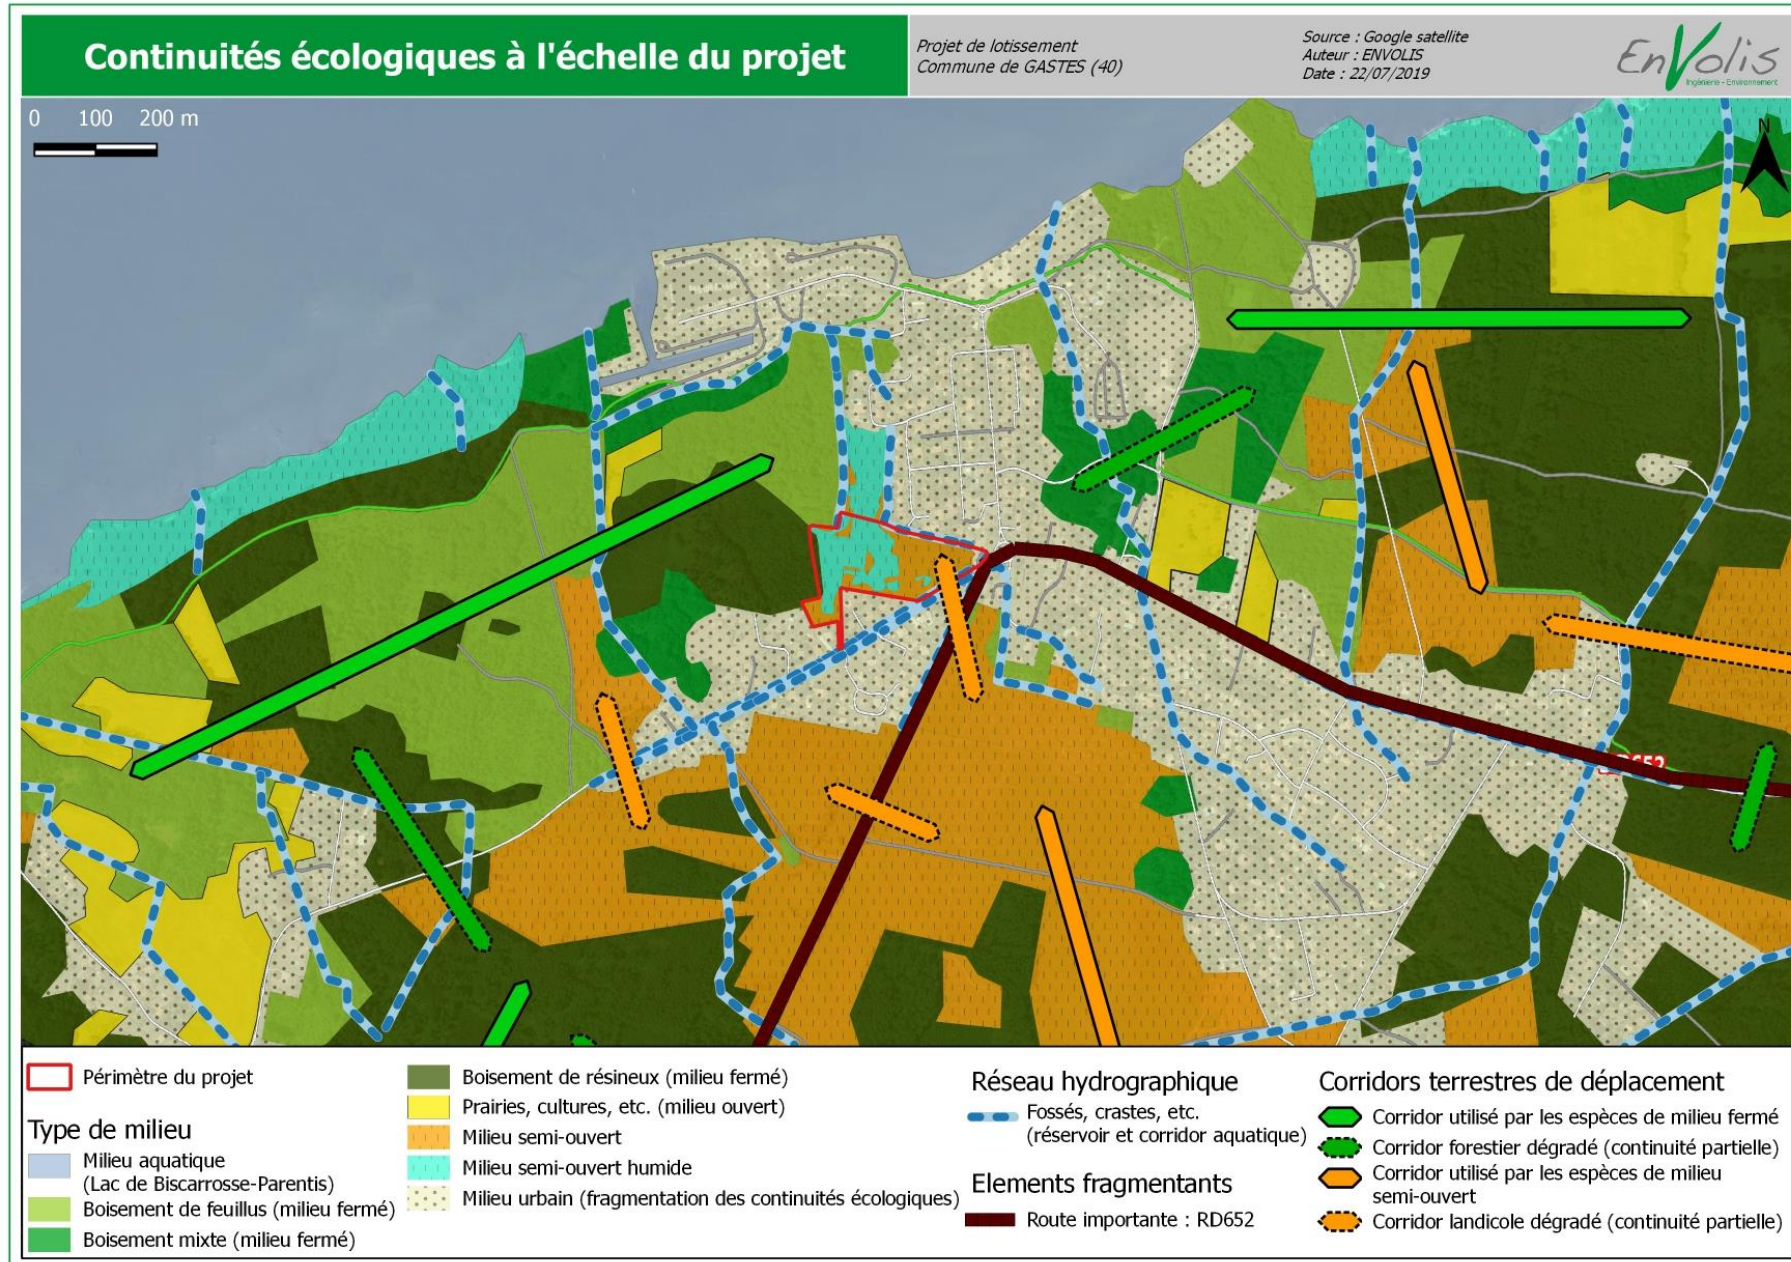 Continuités écologiques à l'échelle du projet
Projet de lotissement
Commune de GASTES (40)
Source : Google satellite
Auteur : ENVOLIS
Date : 22/07/2019
EnVolis
Ingénierie - Environnement
0 100 200 m
N
Périmètre du projet
Type de milieu
Milieu aquatique
(Lac de Biscarrosse-Parentis)
Boisement de feuillus (milieu fermé)
Boisement mixte (milieu fermé)
Boisement de résineux (milieu fermé)
Prairies, cultures, etc. (milieu ouvert)
Milieu semi-ouvert
Milieu semi-ouvert humide
Milieu urbain (fragmentation des continuités écologiques)
Réseau hydrographique
Fossés, crastes, etc.
(réservoir et corridor aquatique)
Elements fragmentants
Route importante : RD652
Corridors terrestres de déplacement
Corridor utilisé par les espèces de milieu fermé
Corridor forestier dégradé (continuité partielle)
Corridor utilisé par les espèces de milieu
semi-ouvert
Corridor landicole dégradé (continuité partielle)